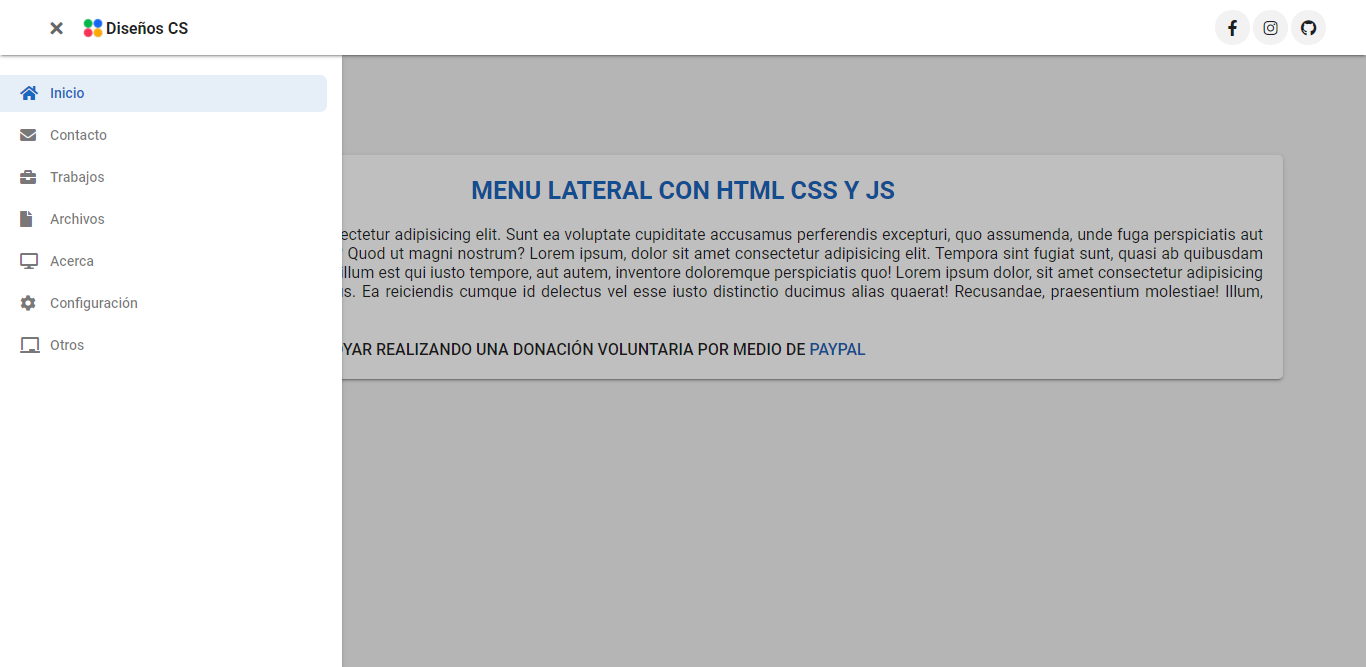 Diseños CS
Inicio
Contacto
Trabajos
Archivos
Acerca
Configuración
Otros
MENU LATERAL CON HTML CSS Y JS
adipisicing elit. Sunt ea voluptate cupiditate accusamus perferendis excepturi, quo assumenda, unde fuga perspiciatis aut
Quod ut magni nostrum? Lorem ipsum, dolor sit amet consectetur adipisicing elit. Tempora sint fugiat sunt, quasi ab quibusdam
illum est qui iusto tempore, aut autem, inventore doloremque perspiciatis quo! Lorem ipsum dolor, sit amet consectetur adipisicing
Ea reiciendis cumque id delectus vel esse iusto distinctio ducimus alias quaerat! Recusandae, praesentium molestiae! Illum,
REALIZANDO UNA DONACIÓN VOLUNTARIA POR MEDIO DE PAYPAL